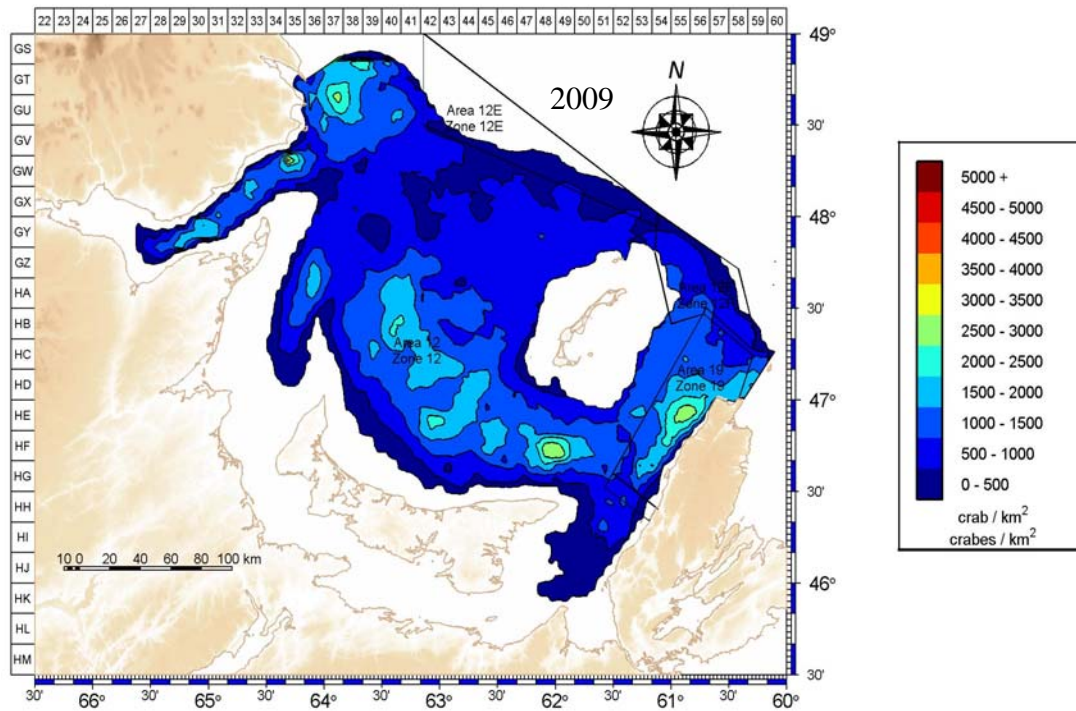 22 23 24 25 26 27 28 29 30 31 32 33 34 35 36 37 38 39 40 41 42 43 44 45 46 47 48 49 50 51 52 53 54 55 56 57 58 59 60
GS
GT
GU
GV
GW
GX
GY
GZ
HA
HB
HC
HD
HE
HF
HG
HH
HI
HJ
HK
HL
HM
49°
30'
48°
30'
47°
30'
46°
30'
2009
N
Area 12E
Zone 12E
Area 12F
Zone 12F
Area 12
Zone 12
Area 19
Zone 19
10 0 20 40 60 80 100 km
30' 66° 30' 65° 30' 64° 30' 63° 30' 62° 30' 61° 30' 60°
5000 +
4500 - 5000
4000 - 4500
3500 - 4000
3000 - 3500
2500 - 3000
2000 - 2500
1500 - 2000
1000 - 1500
500 - 1000
0 - 500
crab / km²
crabes / km²